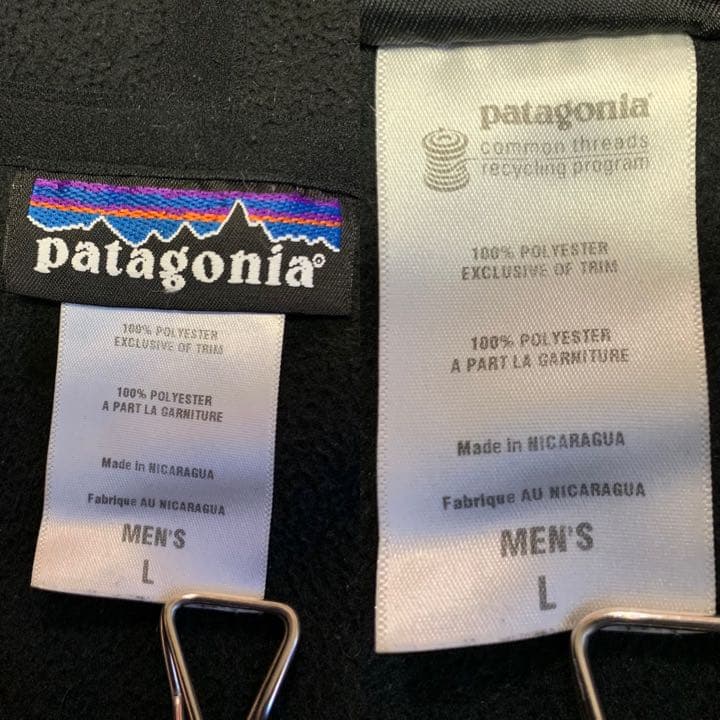 patagonia®
100% POLYESTER
EXCLUSIVE OF TRIM
100% POLYESTER
A PART LA GARNITURE
Made in NICARAGUA
Fabrique AU NICARAGUA
MEN'S
L
patagonia®
common threads
recycling program
100% POLYESTER
EXCLUSIVE OF TRIM
100% POLYESTER
A PART LA GARNITURE
Made in NICARAGUA
Fabrique AU NICARAGUA
MEN'S
L